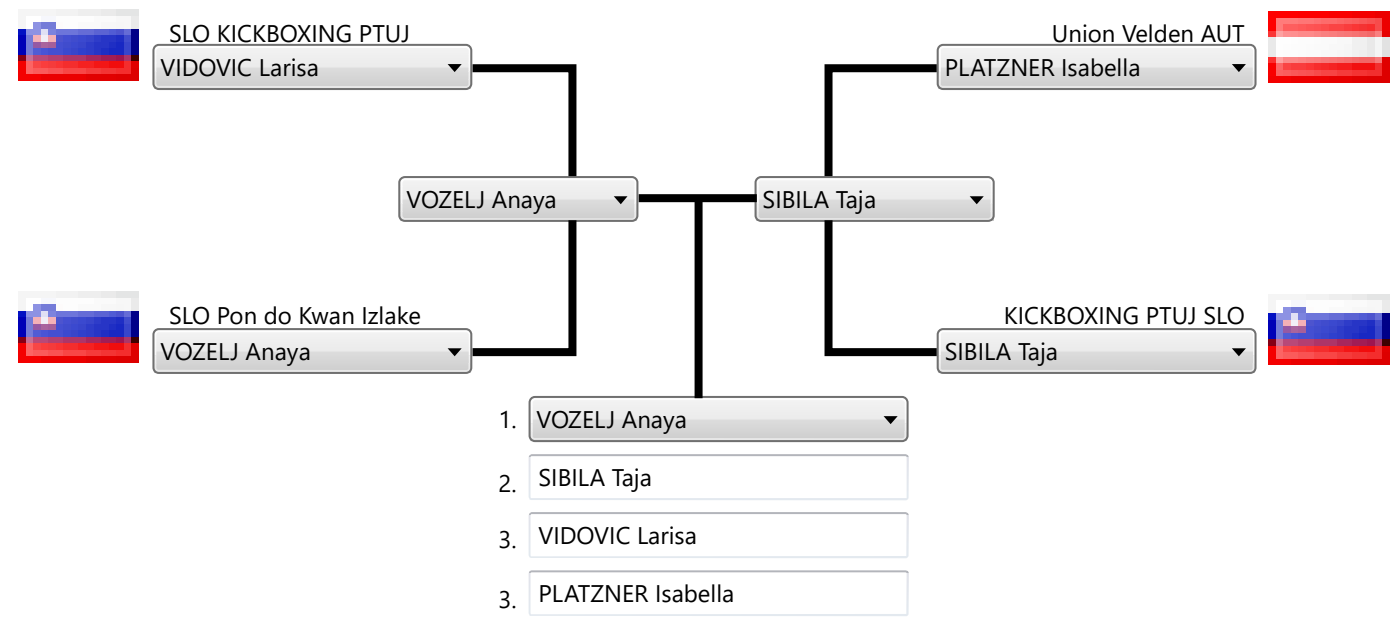 SLO KICKBOXING PTUJ
Union Velden AUT
VIDOVIC Larisa
PLATZNER Isabella
VOZELJ Anaya
SIBILA Taja
SLO Pon do Kwan Izlake
KICKBOXING PTUJ SLO
VOZELJ Anaya
SIBILA Taja
1. VOZELJ Anaya
2. SIBILA Taja
3. VIDOVIC Larisa
3. PLATZNER Isabella